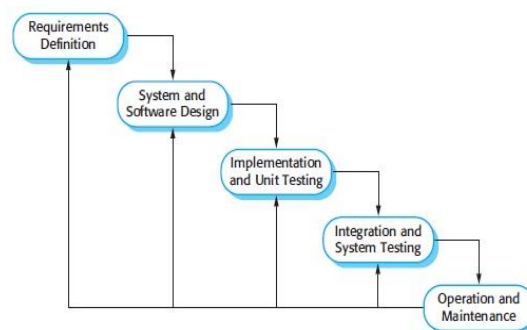 Requirements
Definition
System and
Software Design
Implementation
and Unit Testing
Integration and
System Testing
Operation and
Maintenance